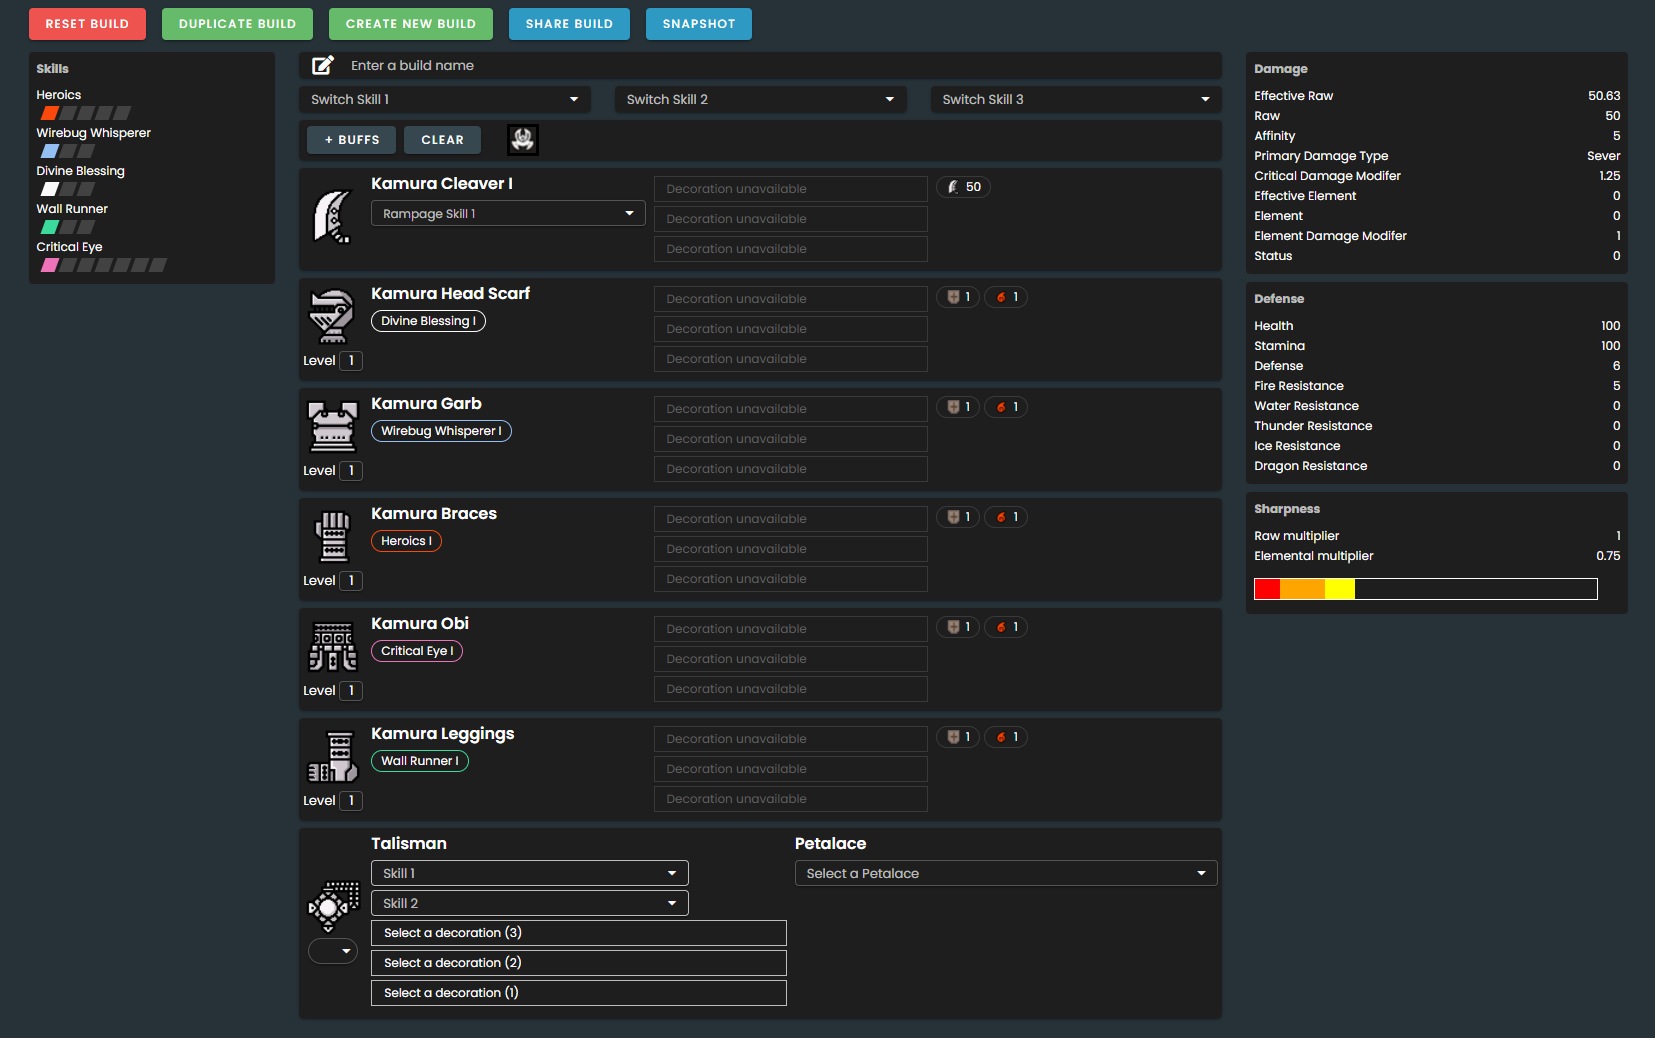 RESET BUILD
DUPLICATE BUILD
CREATE NEW BUILD
SHARE BUILD
SNAPSHOT
Skills
Heroics
Wirebug Whisperer
Divine Blessing
Wall Runner
Critical Eye
Enter a build name
Switch Skill 1
Switch Skill 2
Switch Skill 3
+ BUFFS
CLEAR
Kamura Cleaver I
Rampage Skill 1
Decoration unavailable
Decoration unavailable
Decoration unavailable
50
Kamura Head Scarf
Divine Blessing I
Level 1
Decoration unavailable
Decoration unavailable
Decoration unavailable
1
1
Kamura Garb
Wirebug Whisperer I
Level 1
Decoration unavailable
Decoration unavailable
Decoration unavailable
1
1
Kamura Braces
Heroics I
Level 1
Decoration unavailable
Decoration unavailable
Decoration unavailable
1
1
Kamura Obi
Critical Eye I
Level 1
Decoration unavailable
Decoration unavailable
Decoration unavailable
1
1
Kamura Leggings
Wall Runner I
Level 1
Decoration unavailable
Decoration unavailable
Decoration unavailable
1
1
Talisman
Skill 1
Skill 2
Select a decoration (3)
Select a decoration (2)
Select a decoration (1)
Petalace
Select a Petalace
Damage
Effective Raw 50.63
Raw 50
Affinity 5
Primary Damage Type Sever
Critical Damage Modifer 1.25
Effective Element 0
Element 0
Element Damage Modifer 1
Status 0
Defense
Health 100
Stamina 100
Defense 6
Fire Resistance 5
Water Resistance 0
Thunder Resistance 0
Ice Resistance 0
Dragon Resistance 0
Sharpness
Raw multiplier 1
Elemental multiplier 0.75